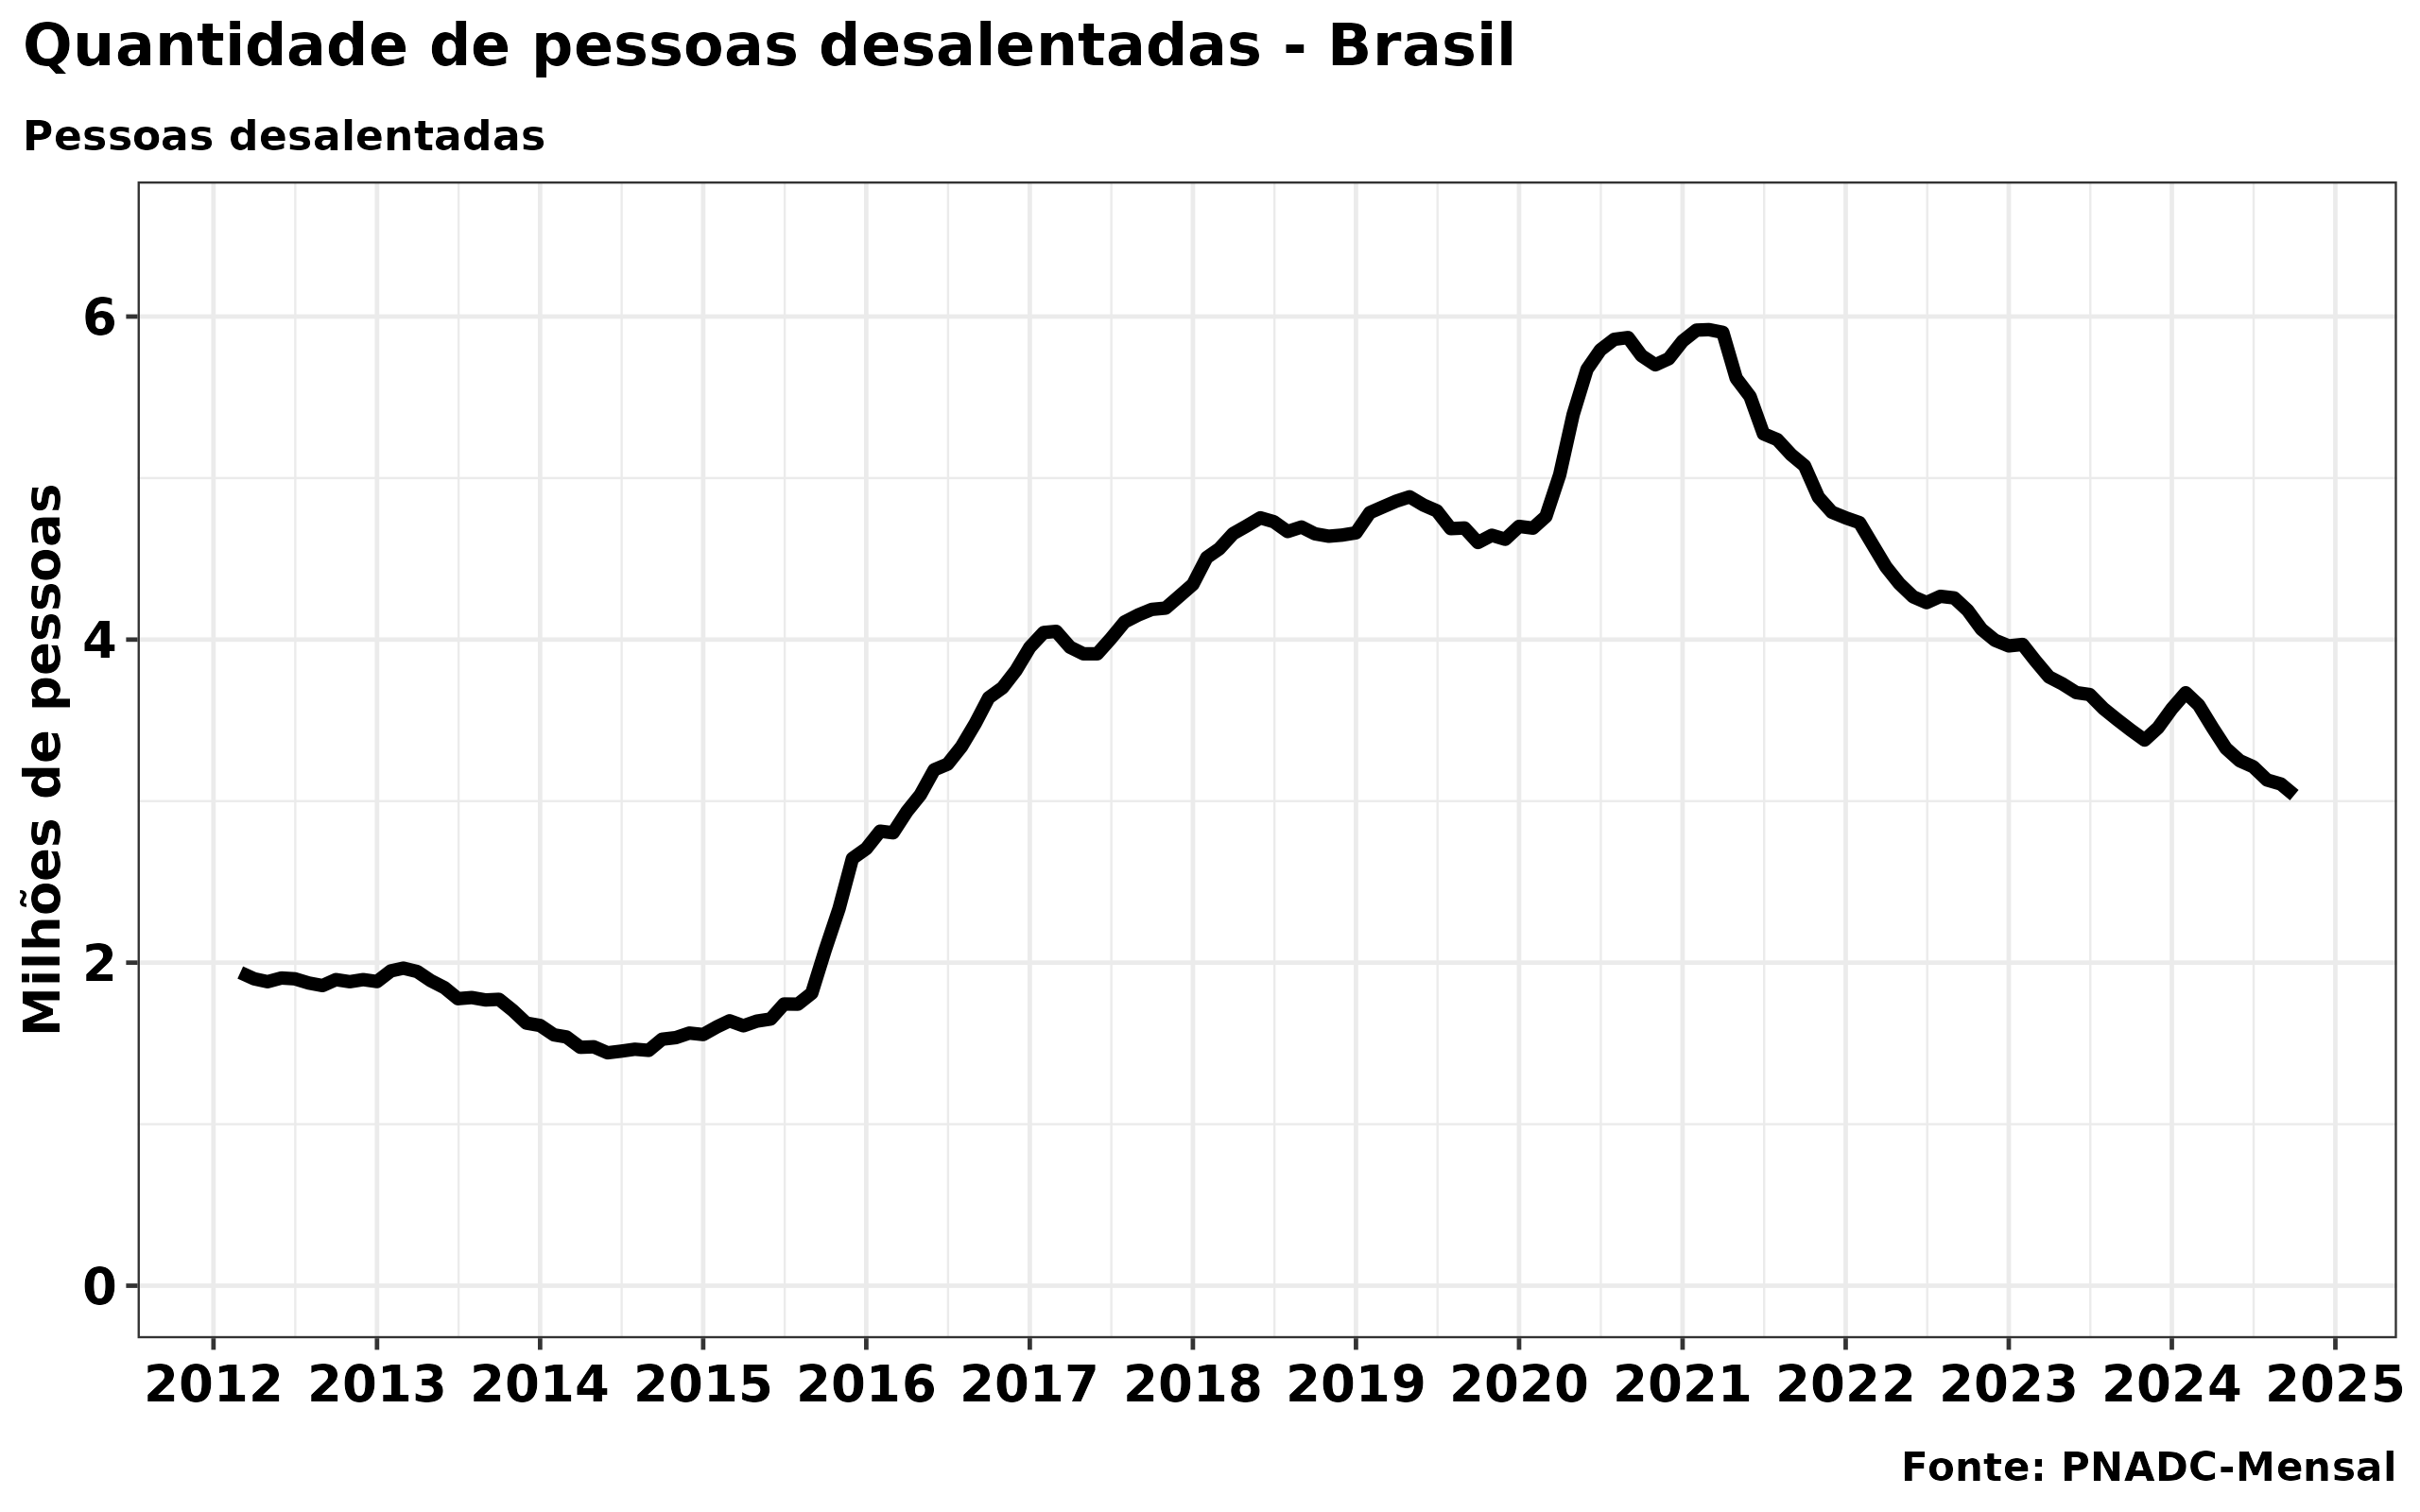 Quantidade de pessoas desalentadas - Brasil
Pessoas desalentadas
Milhões de pessoas
6
4
2
0
2012 2013 2014 2015 2016 2017 2018 2019 2020 2021 2022 2023 2024 2025
Fonte: PNADC-Mensal